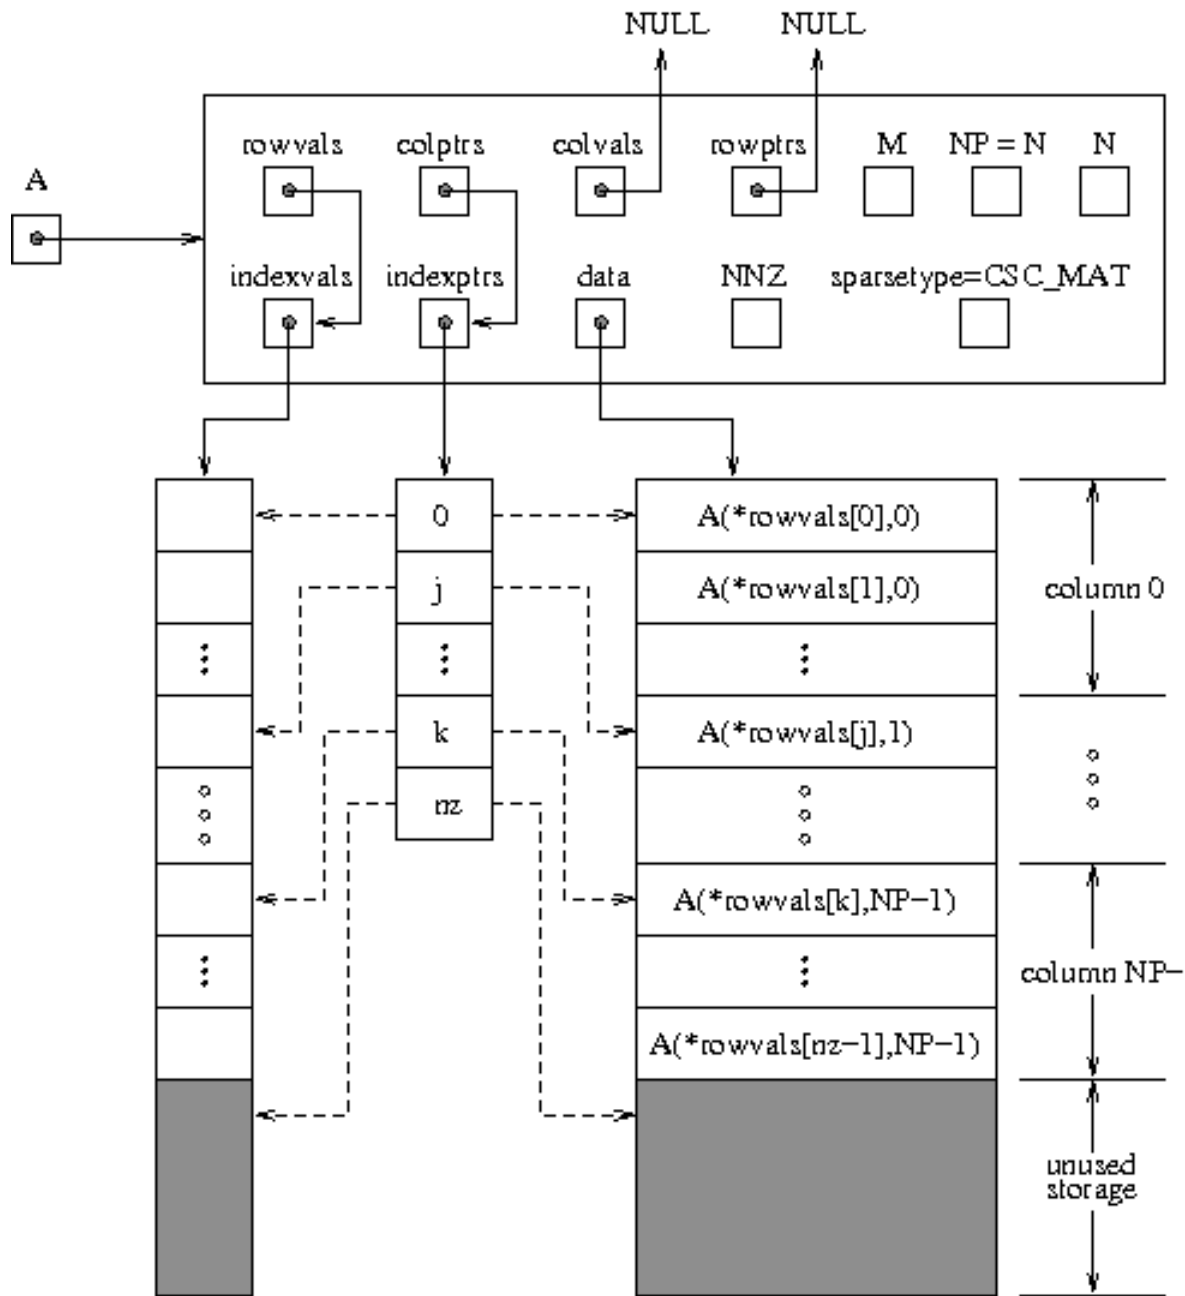 NULL NULL
rowvals colptrs colvals rowptrs M NP = N N
A
indexvals indexptrs data NNZ sparsetype=CSC_MAT
0 A(*rowvals[0],0)
j A(*rowvals[1],0) column 0
k A(*rowvals[j],1)
nz
A(*rowvals[k],NP−1)
column NP−
A(*rowvals[nz−1],NP−1)
unused
storage